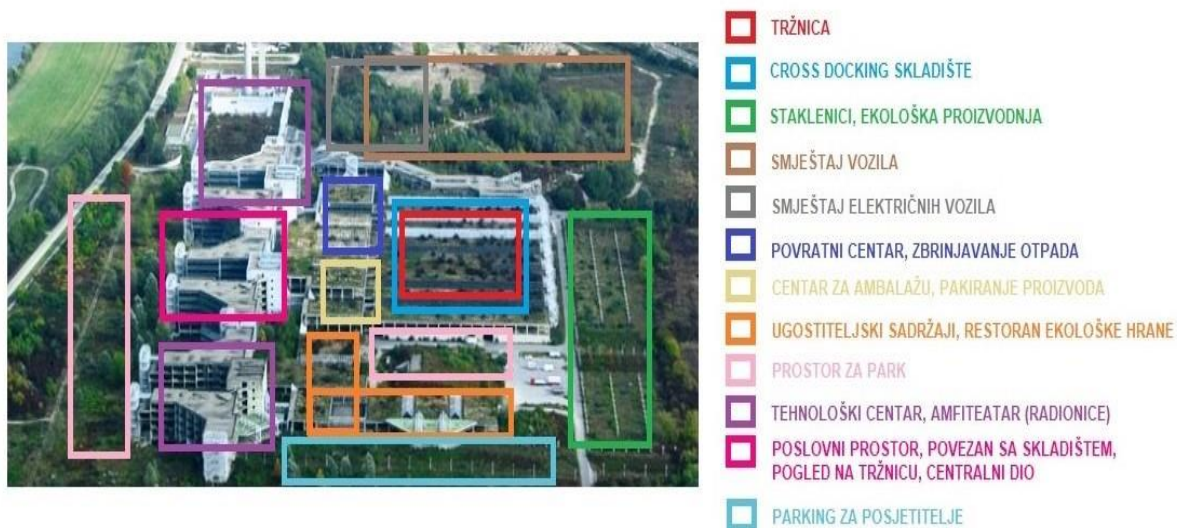 TRŽNICA
CROSS DOCKING SKLADIŠTE
STAKLENICI, EKOLOŠKA PROIZVODNJA
SMJEŠTAJ VOZILA
SMJEŠTAJ ELEKTRIČNIH VOZILA
POVRATNI CENTAR, ZBRINJAVANJE OTPADA
CENTAR ZA AMBALAŽU, PAKIRANJE PROIZVODA
UGOSTITELJSKI SADRŽAJI, RESTORAN EKOLOŠKE HRANE
PROSTOR ZA PARK
TEHNOLOŠKI CENTAR, AMFITEATAR (RADIONICE)
POSLOVNI PROSTOR, POVEZAN SA SKLADIŠTEM,
POGLED NA TRŽNICU, CENTRALNI DIO
PARKING ZA POSJETITELJE